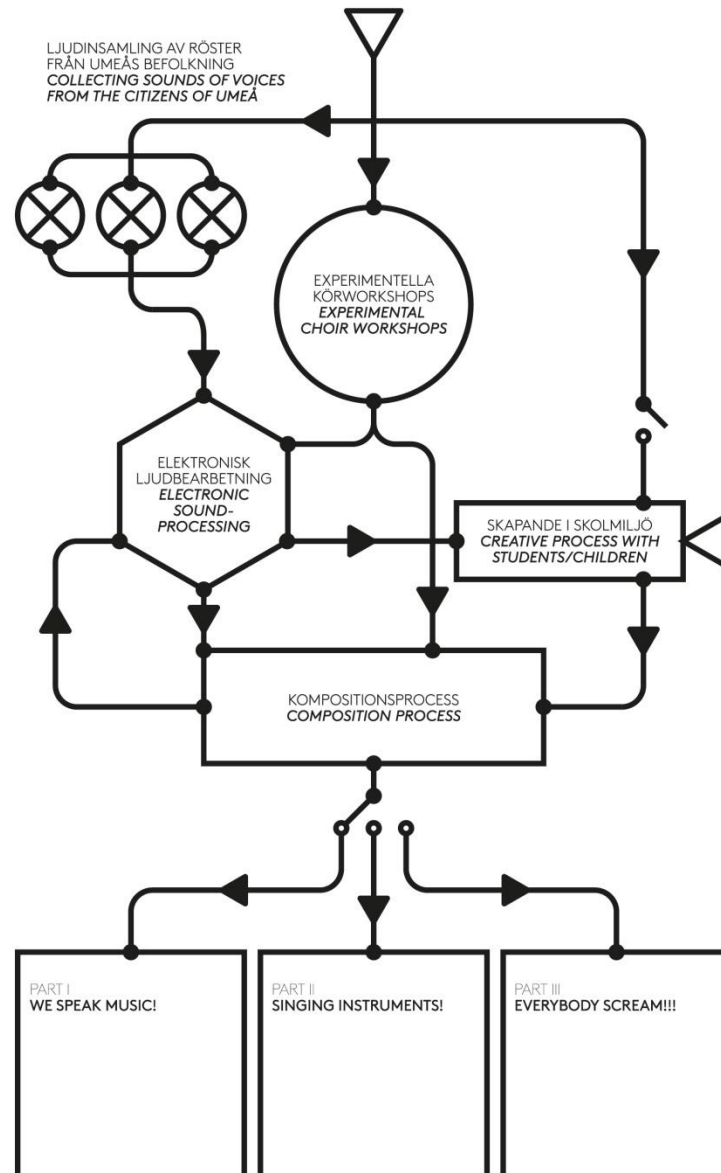 LJUDINSAMLING AV RÖSTER
FRÅN UMEÅS BEFOLKNING
COLLECTING SOUNDS OF VOICES
FROM THE CITIZENS OF UMEÅ
EXPERIMENTELLA
KÖRWORKSHOPS
EXPERIMENTAL
CHOIR WORKSHOPS
ELEKTRONISK
LJUDBEARBETNING
ELECTRONIC
SOUND-
PROCESSING
SKAPANDE I SKOLMILJÖ
CREATIVE PROCESS WITH
STUDENTS/CHILDREN
KOMPOSITIONSPROCESS
COMPOSITION PROCESS
PART I
WE SPEAK MUSIC!
PART II
SINGING INSTRUMENTS!
PART III
EVERYBODY SCREAM!!!